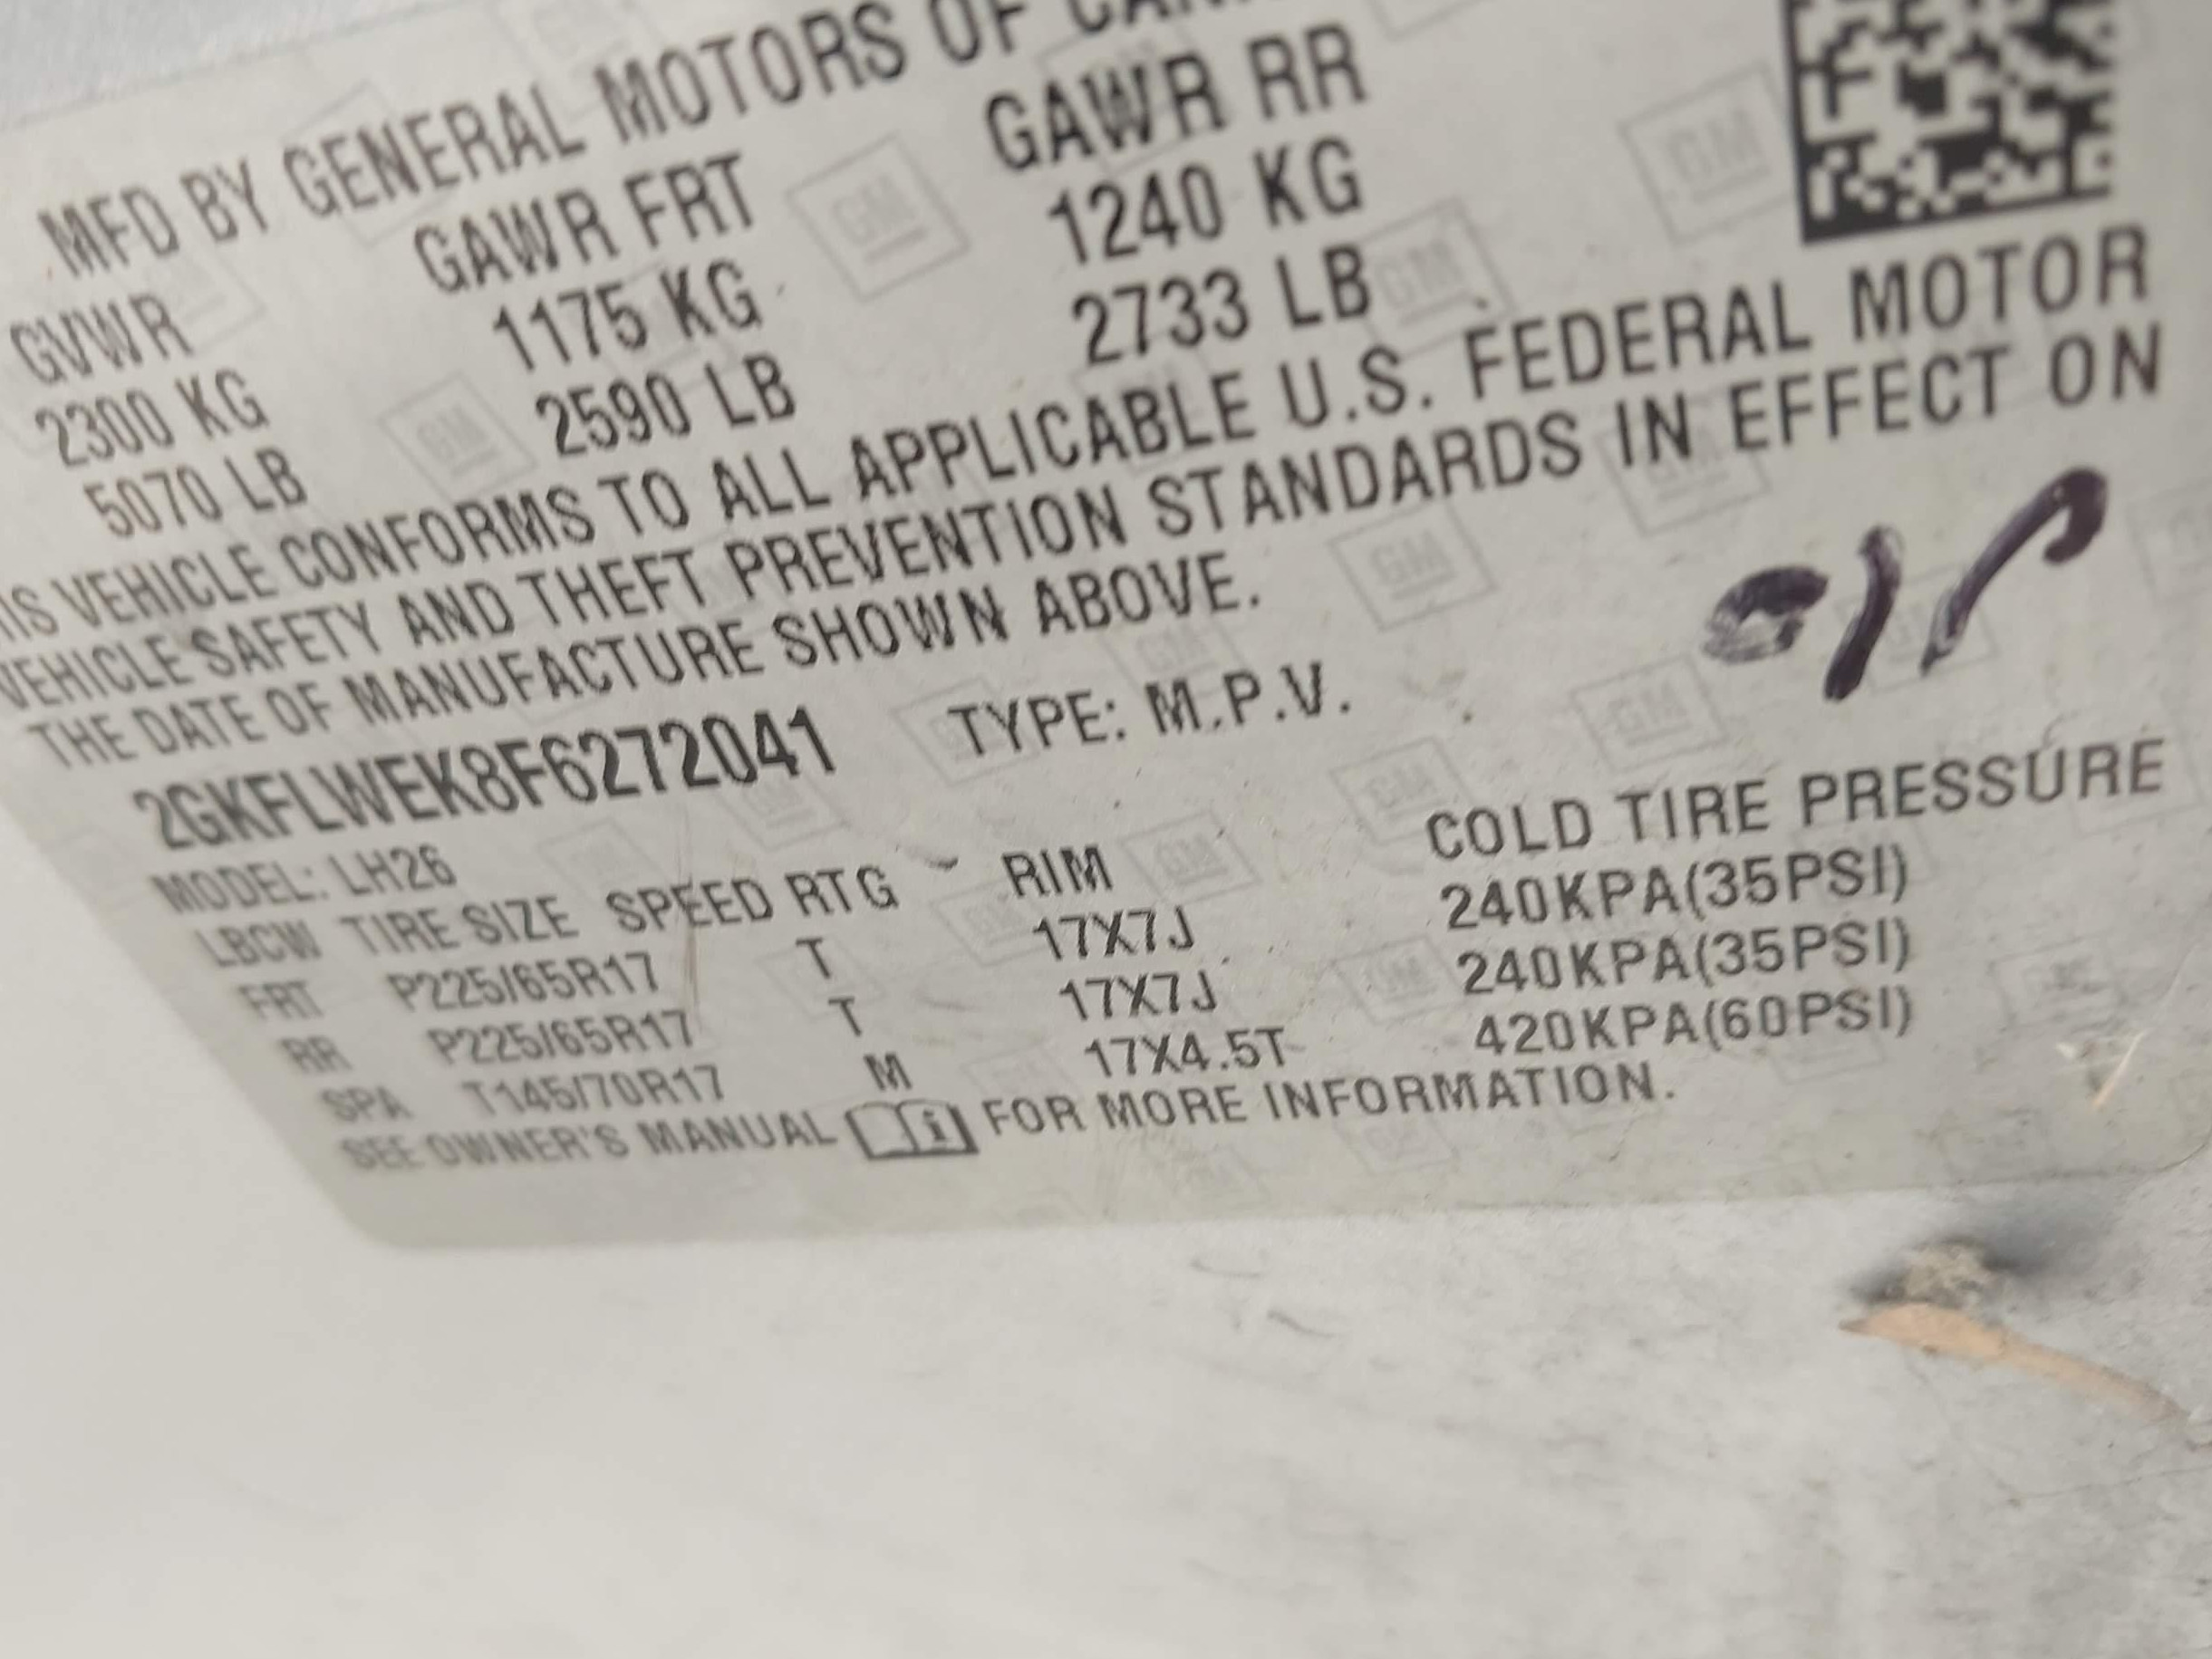 MFD BY GENERAL MOTORS OF
GVWR GAWR FRT GAWR RR
2300 KG 1175 KG 1240 KG
5070 LB 2590 LB 2733 LB
VEHICLE CONFORMS TO ALL APPLICABLE U.S. FEDERAL MOTOR
VEHICLE SAFETY AND THEFT PREVENTION STANDARDS IN EFFECT ON
THE DATE OF MANUFACTURE SHOWN ABOVE.
2GKFLWEK8F6272041 TYPE: M.P.V.
MODEL: LH26
LBCW TIRE SIZE SPEED RTG RIM COLD TIRE PRESSURE
FRT P225/65R17 T 17X7J 240KPA(35PSI)
RR P225/65R17 T 17X7J 240KPA(35PSI)
SPA T145/70R17 M 17X4.5T 420KPA(60PSI)
SEE OWNER'S MANUAL FOR MORE INFORMATION.